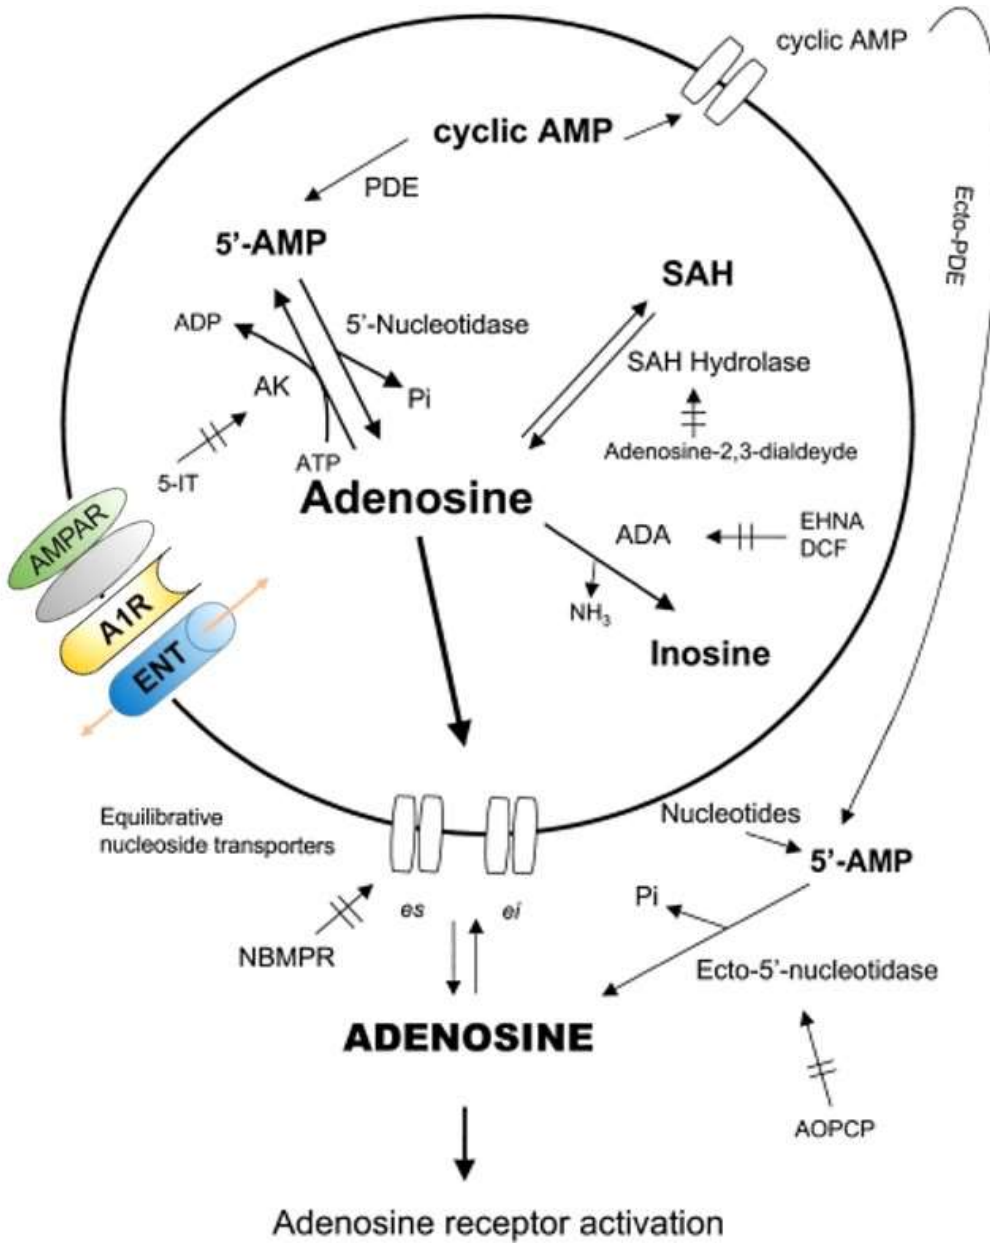 cyclic AMP
cyclic AMP
PDE
Ecto-PDE
5'-AMP
SAH
ADP
5'-Nucleotidase
SAH Hydrolase
AK
Pi
5-IT
ATP
Adenosine-2,3-dialdeyde
Adenosine
AMPAR
ADA
EHNA
DCF
A1R
NH3
ENT
Inosine
Equilibrative
nucleoside transporters
Nucleotides
5'-AMP
Pi
es
ei
NBMPR
Ecto-5'-nucleotidase
ADENOSINE
AOPCP
Adenosine receptor activation